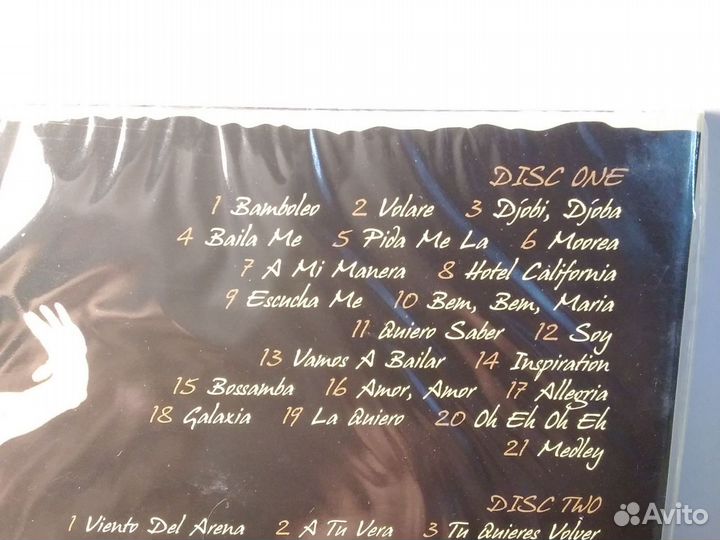 DISC ONE
1 Bamboleo 2 Volare 3 Djobi, Djoba
4 Baila Me 5 Pida Me La 6 Moorea
7 A Mi Manera 8 Hotel California
9 Escucha Me 10 Bem, Bem, Maria
11 Quiero Saber 12 Soy
13 Vamos A Bailar 14 Inspiration
15 Bossamba 16 Amor, Amor 17 Allegria
18 Galaxia 19 La Quiero 20 Oh Eh Oh Eh
21 Medley
DISC TWO
1 Viento Del Arena 2 A Tu Vera 3 Tu Quieres Volver
Avito